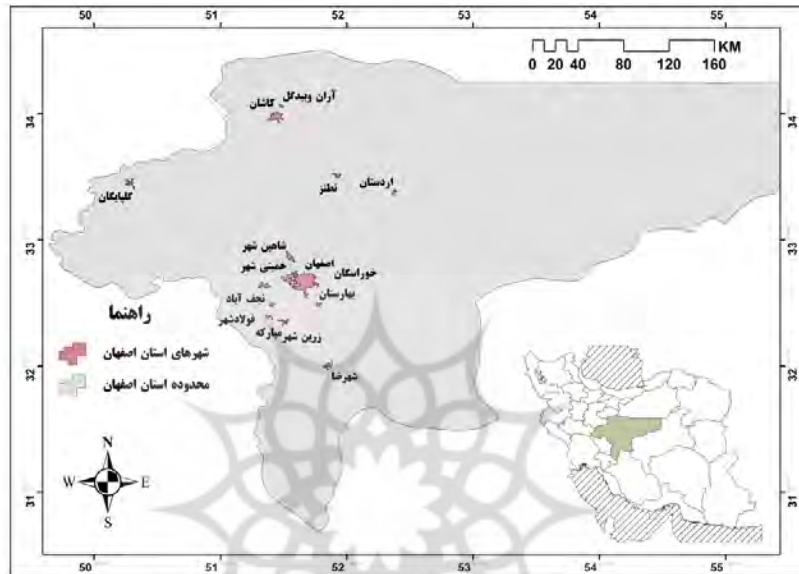 50 51 52 53 54 55
KM
0 20 40 80 120 160
34
33
32
31
34
33
32
31
آران وبیدگل
کاشان
نطنز
اردستان
گلپایگان
شاهین شهر
اصفهان
خمینی شهر
خوراسگان
نجف آباد
بهارستان
فولادشهر
مبارکه
زرین شهر
شهرضا
راهنما
شهرهای استان اصفهان
محدوده استان اصفهان
N
W E
S
50 51 52 53 54 55